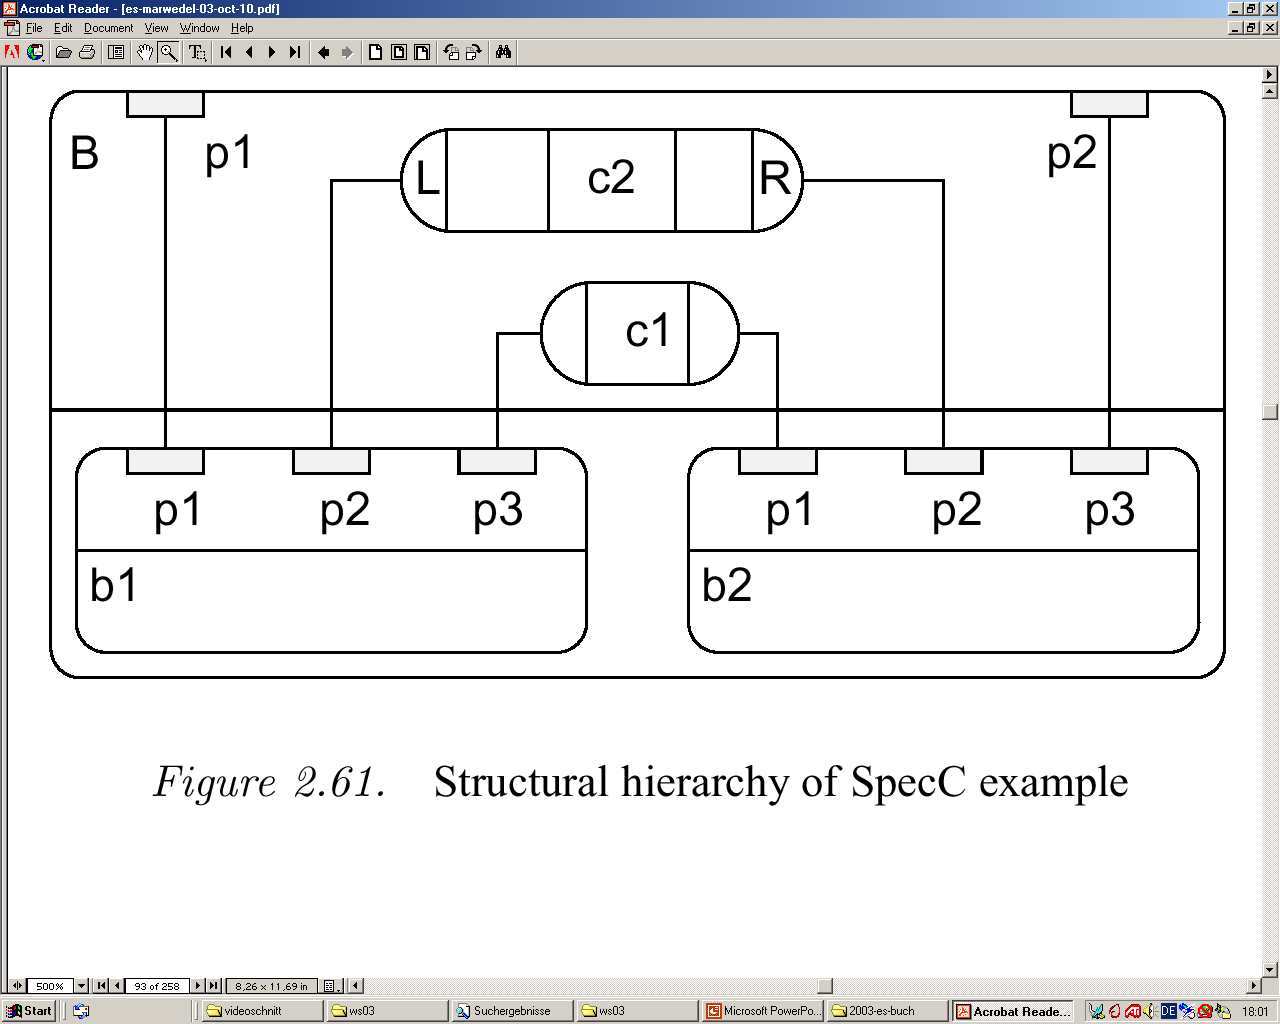 Acrobat Reader - [es-marwedel-03-oct-10.pdf]
File Edit Document View Window Help
B p1 L c2 R p2
c1
p1 p2 p3 p1 p2 p3
b1 b2
Figure 2.61. Structural hierarchy of SpecC example
500% 93 of 258 8,26 x 11,69 in
Start videoschnitt ws03 Suchergebnisse ws03 Microsoft PowerPo... 2003-es-buch Acrobat Reade... DE 18:01